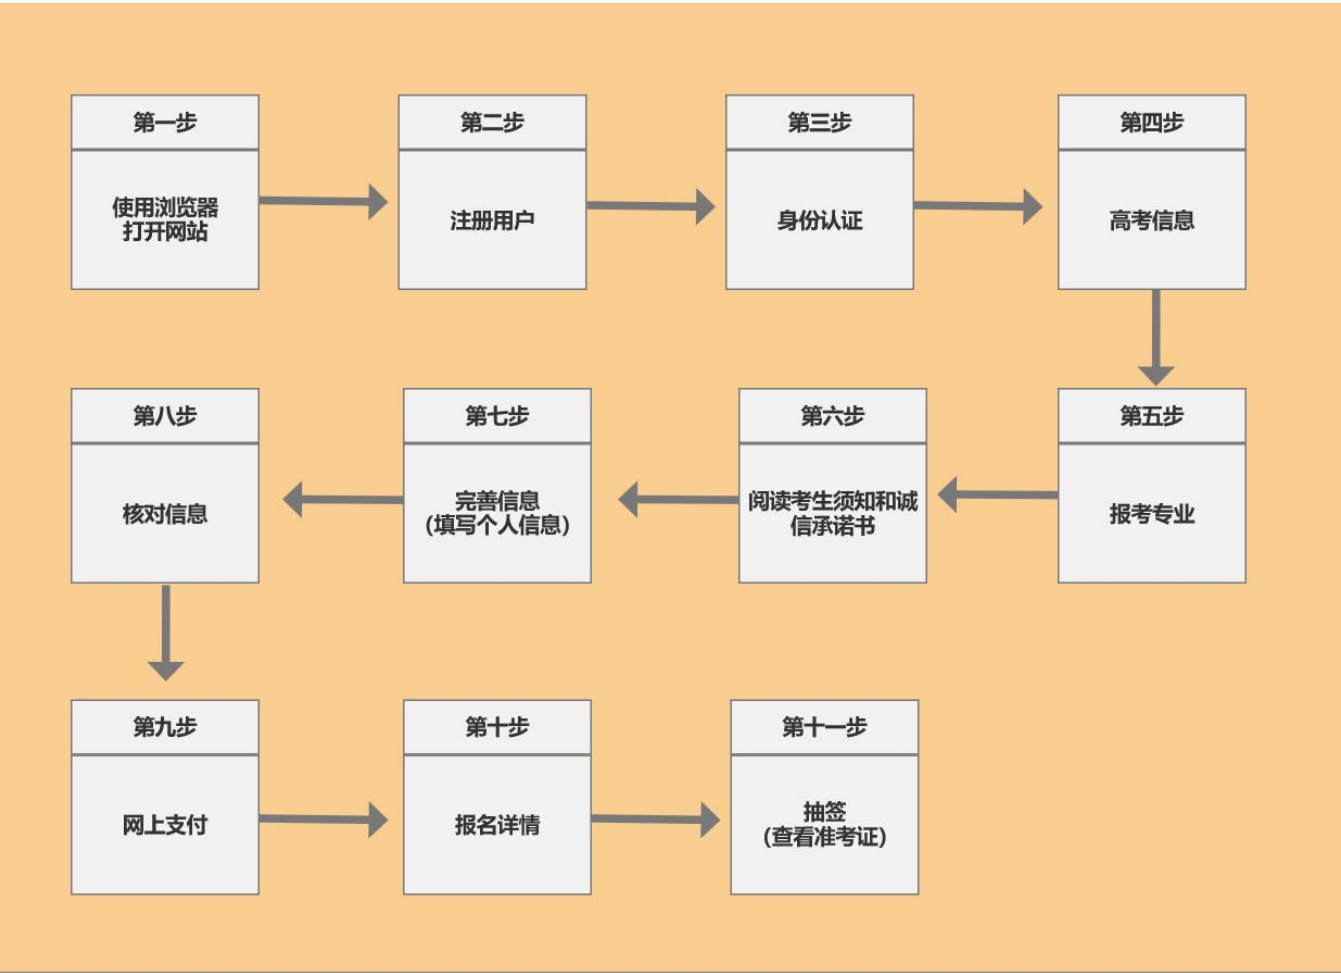 第一步
使用浏览器
打开网站
第二步
注册用户
第三步
身份认证
第四步
高考信息
第五步
报考专业
第六步
阅读考生须知和诚
信承诺书
第七步
完善信息
(填写个人信息)
第八步
核对信息
第九步
网上支付
第十步
报名详情
第十一步
抽签
(查看准考证)